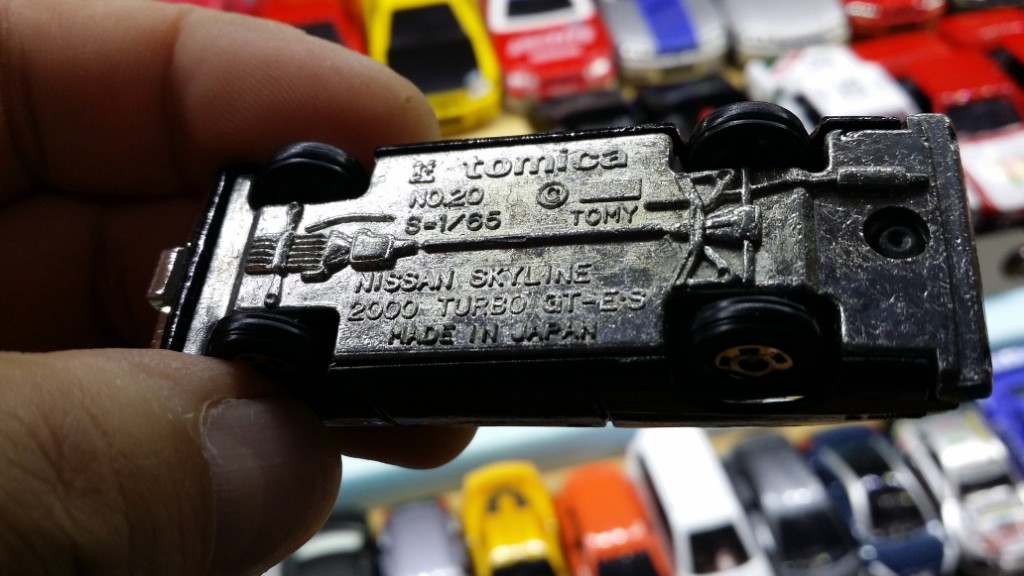 tomica
NO.20 ©
S-1/65 TOMY
NISSAN SKYLINE
2000 TURBO GT-E·S
MADE IN JAPAN